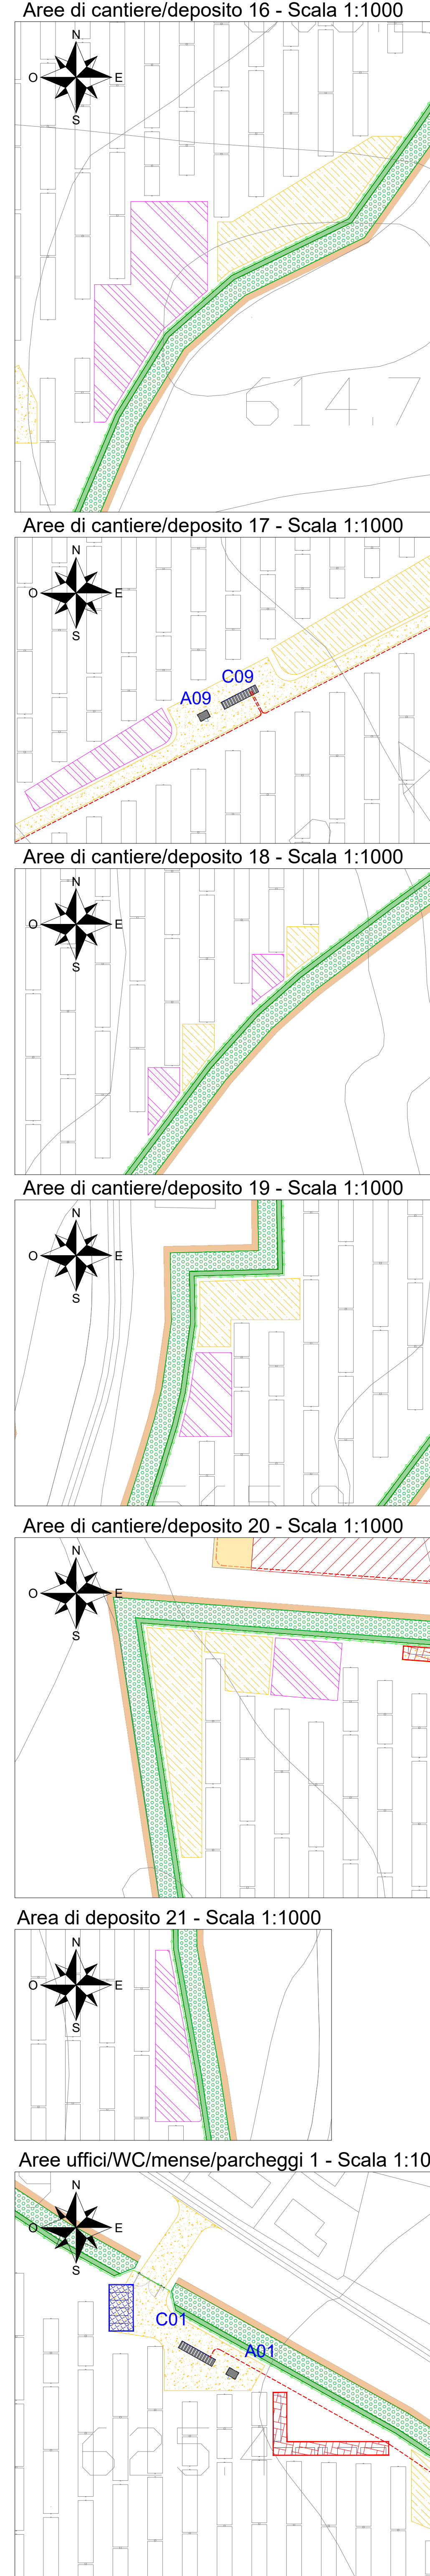 Aree di cantiere/deposito 16 - Scala 1:1000
N
O E
S
614,7
Aree di cantiere/deposito 17 - Scala 1:1000
N
O E
S
C09
A09
Aree di cantiere/deposito 18 - Scala 1:1000
N
O E
S
Aree di cantiere/deposito 19 - Scala 1:1000
N
O E
S
Aree di cantiere/deposito 20 - Scala 1:1000
N
O E
S
Area di deposito 21 - Scala 1:1000
N
O E
S
Aree uffici/WC/mense/parcheggi 1 - Scala 1:10
N
O E
S
C01
A01